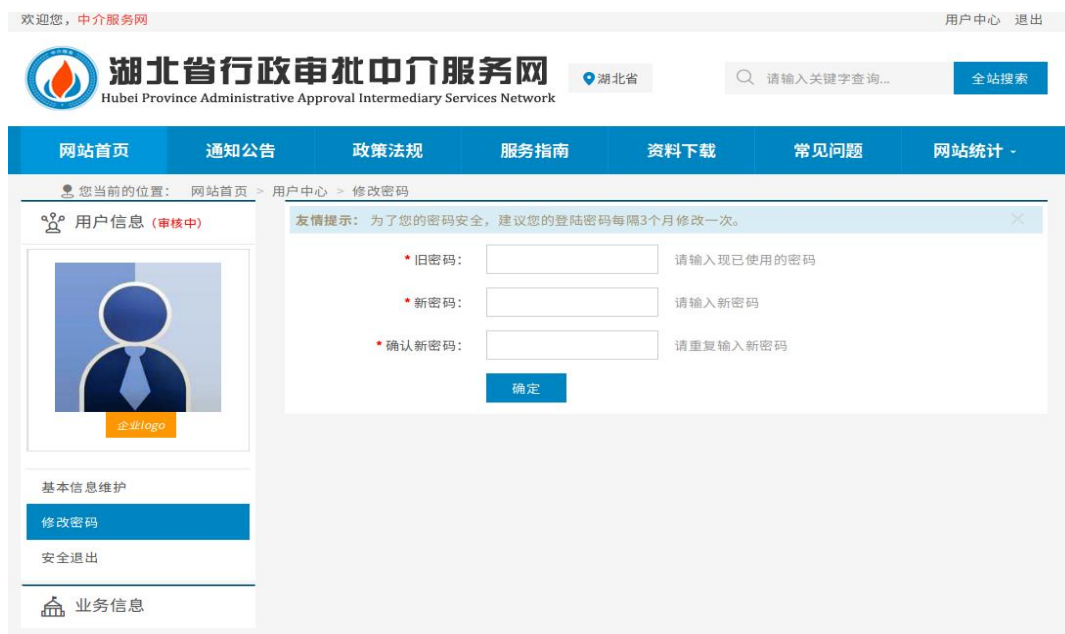 欢迎您，中介服务网
用户中心 退出
湖北省行政审批中介服务网
Hubei Province Administrative Approval Intermediary Services Network
湖北省
请输入关键字查询...
全站搜索
网站首页 通知公告 政策法规 服务指南 资料下载 常见问题 网站统计
您当前的位置： 网站首页 > 用户中心 > 修改密码
用户信息（审核中）
友情提示：为了您的密码安全，建议您的登陆密码每隔3个月修改一次。
* 旧密码： 请输入现已使用的密码
* 新密码： 请输入新密码
* 确认新密码： 请重复输入新密码
确定
企业logo
基本信息维护
修改密码
安全退出
业务信息